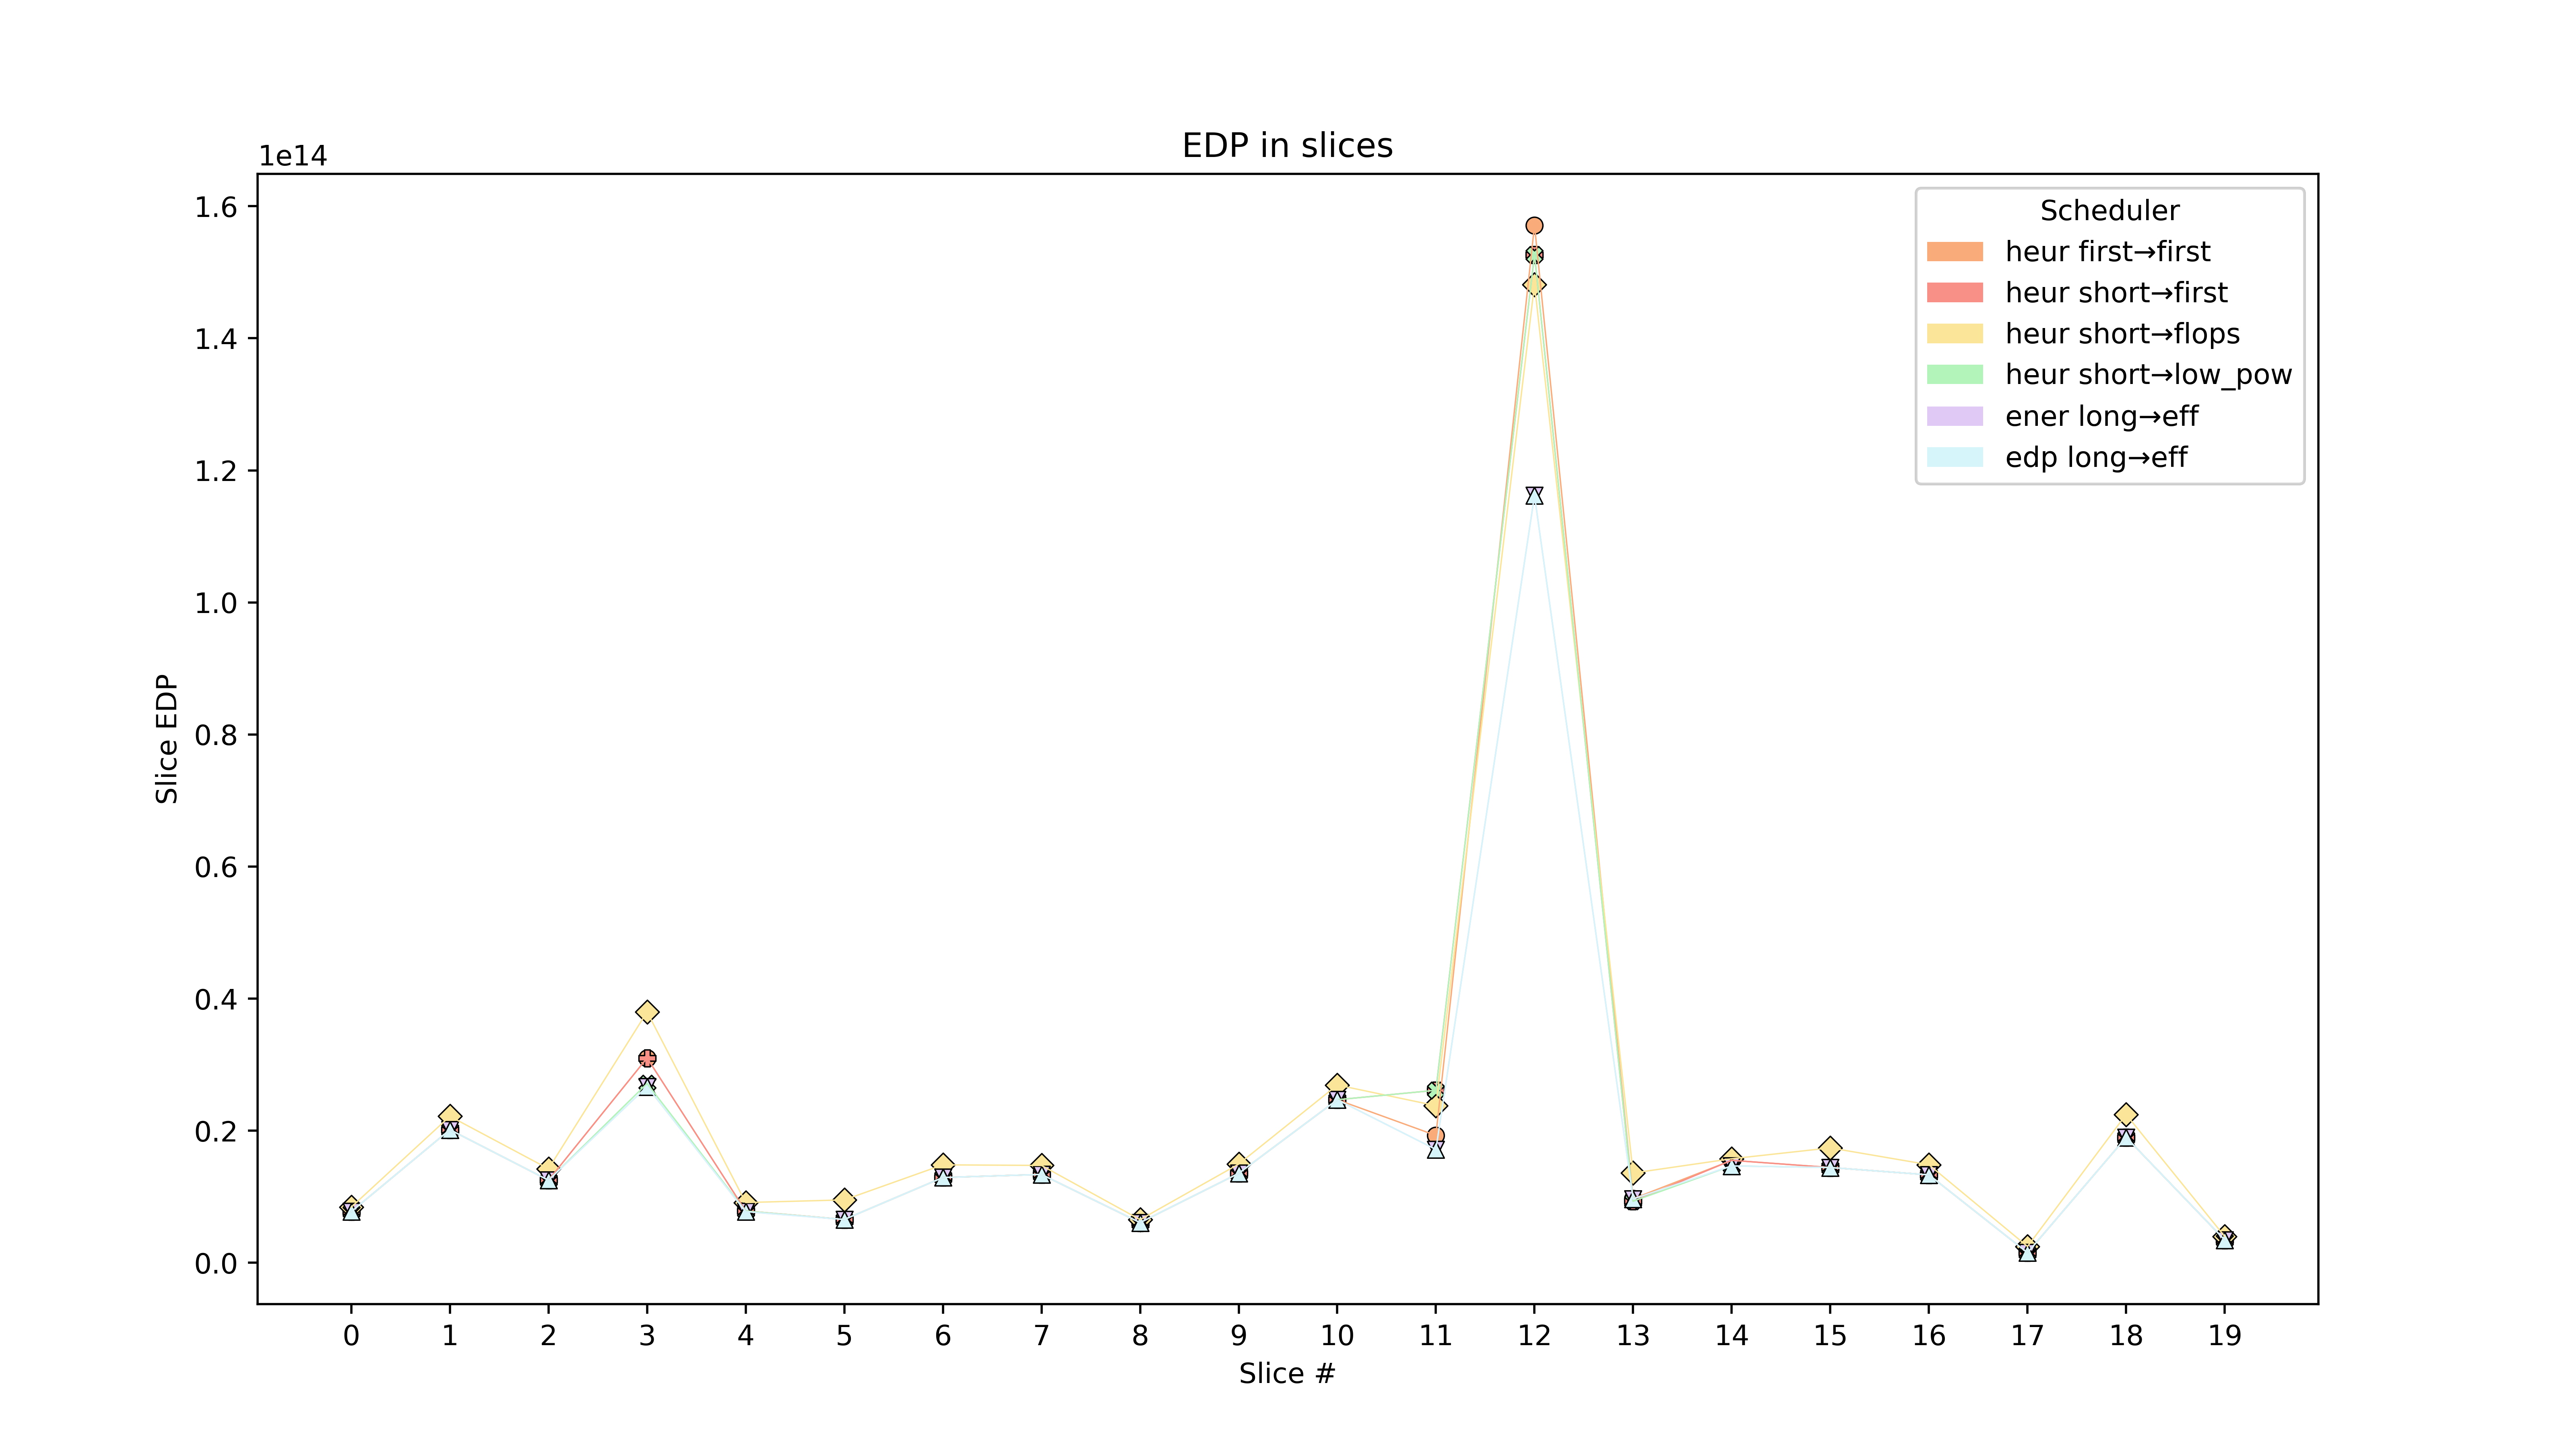 EDP in slices
1e14
1.6
1.4
1.2
1.0
0.8
0.6
0.4
0.2
0.0
Slice EDP
Scheduler
heur first→first
heur short→first
heur short→flops
heur short→low_pow
ener long→eff
edp long→eff
0 1 2 3 4 5 6 7 8 9 10 11 12 13 14 15 16 17 18 19
Slice #